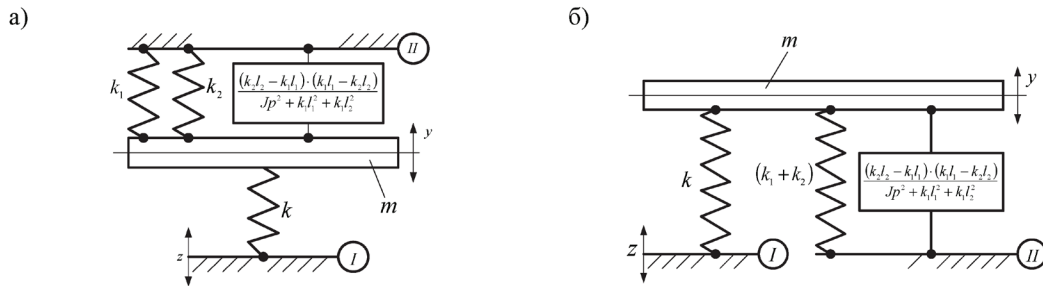 а)
б)
II
k₁
k₂
(k₂l₂ − k₁l₁)·(k₁l₁ − k₂l₂)
Jp² + k₁l₁² + k₁l₂²
y
k
m
z
I
m
y
k
(k₁ + k₂)
(k₂l₂ − k₁l₁)·(k₁l₁ − k₂l₂)
Jp² + k₁l₁² + k₁l₂²
z
I
II